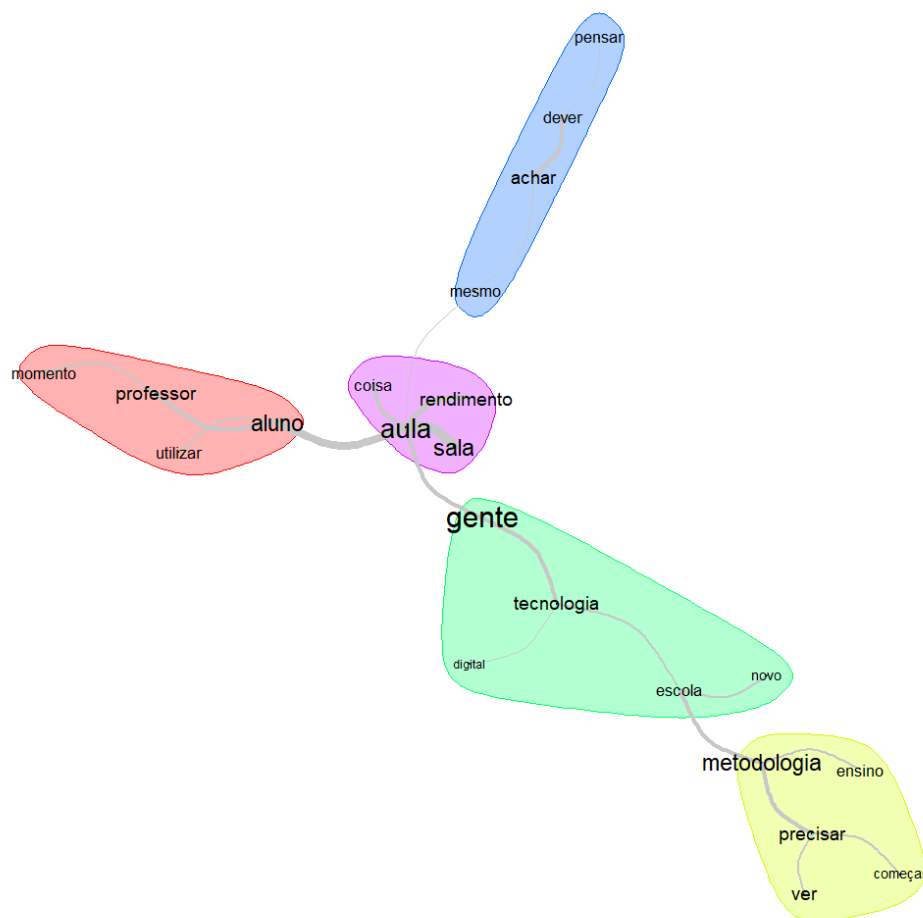 pensar
dever
achar
mesmo
momento
professor
aluno
utilizar
coisa
rendimento
aula
sala
gente
tecnologia
digital
escola
novo
metodologia
ensino
precisar
começar
ver